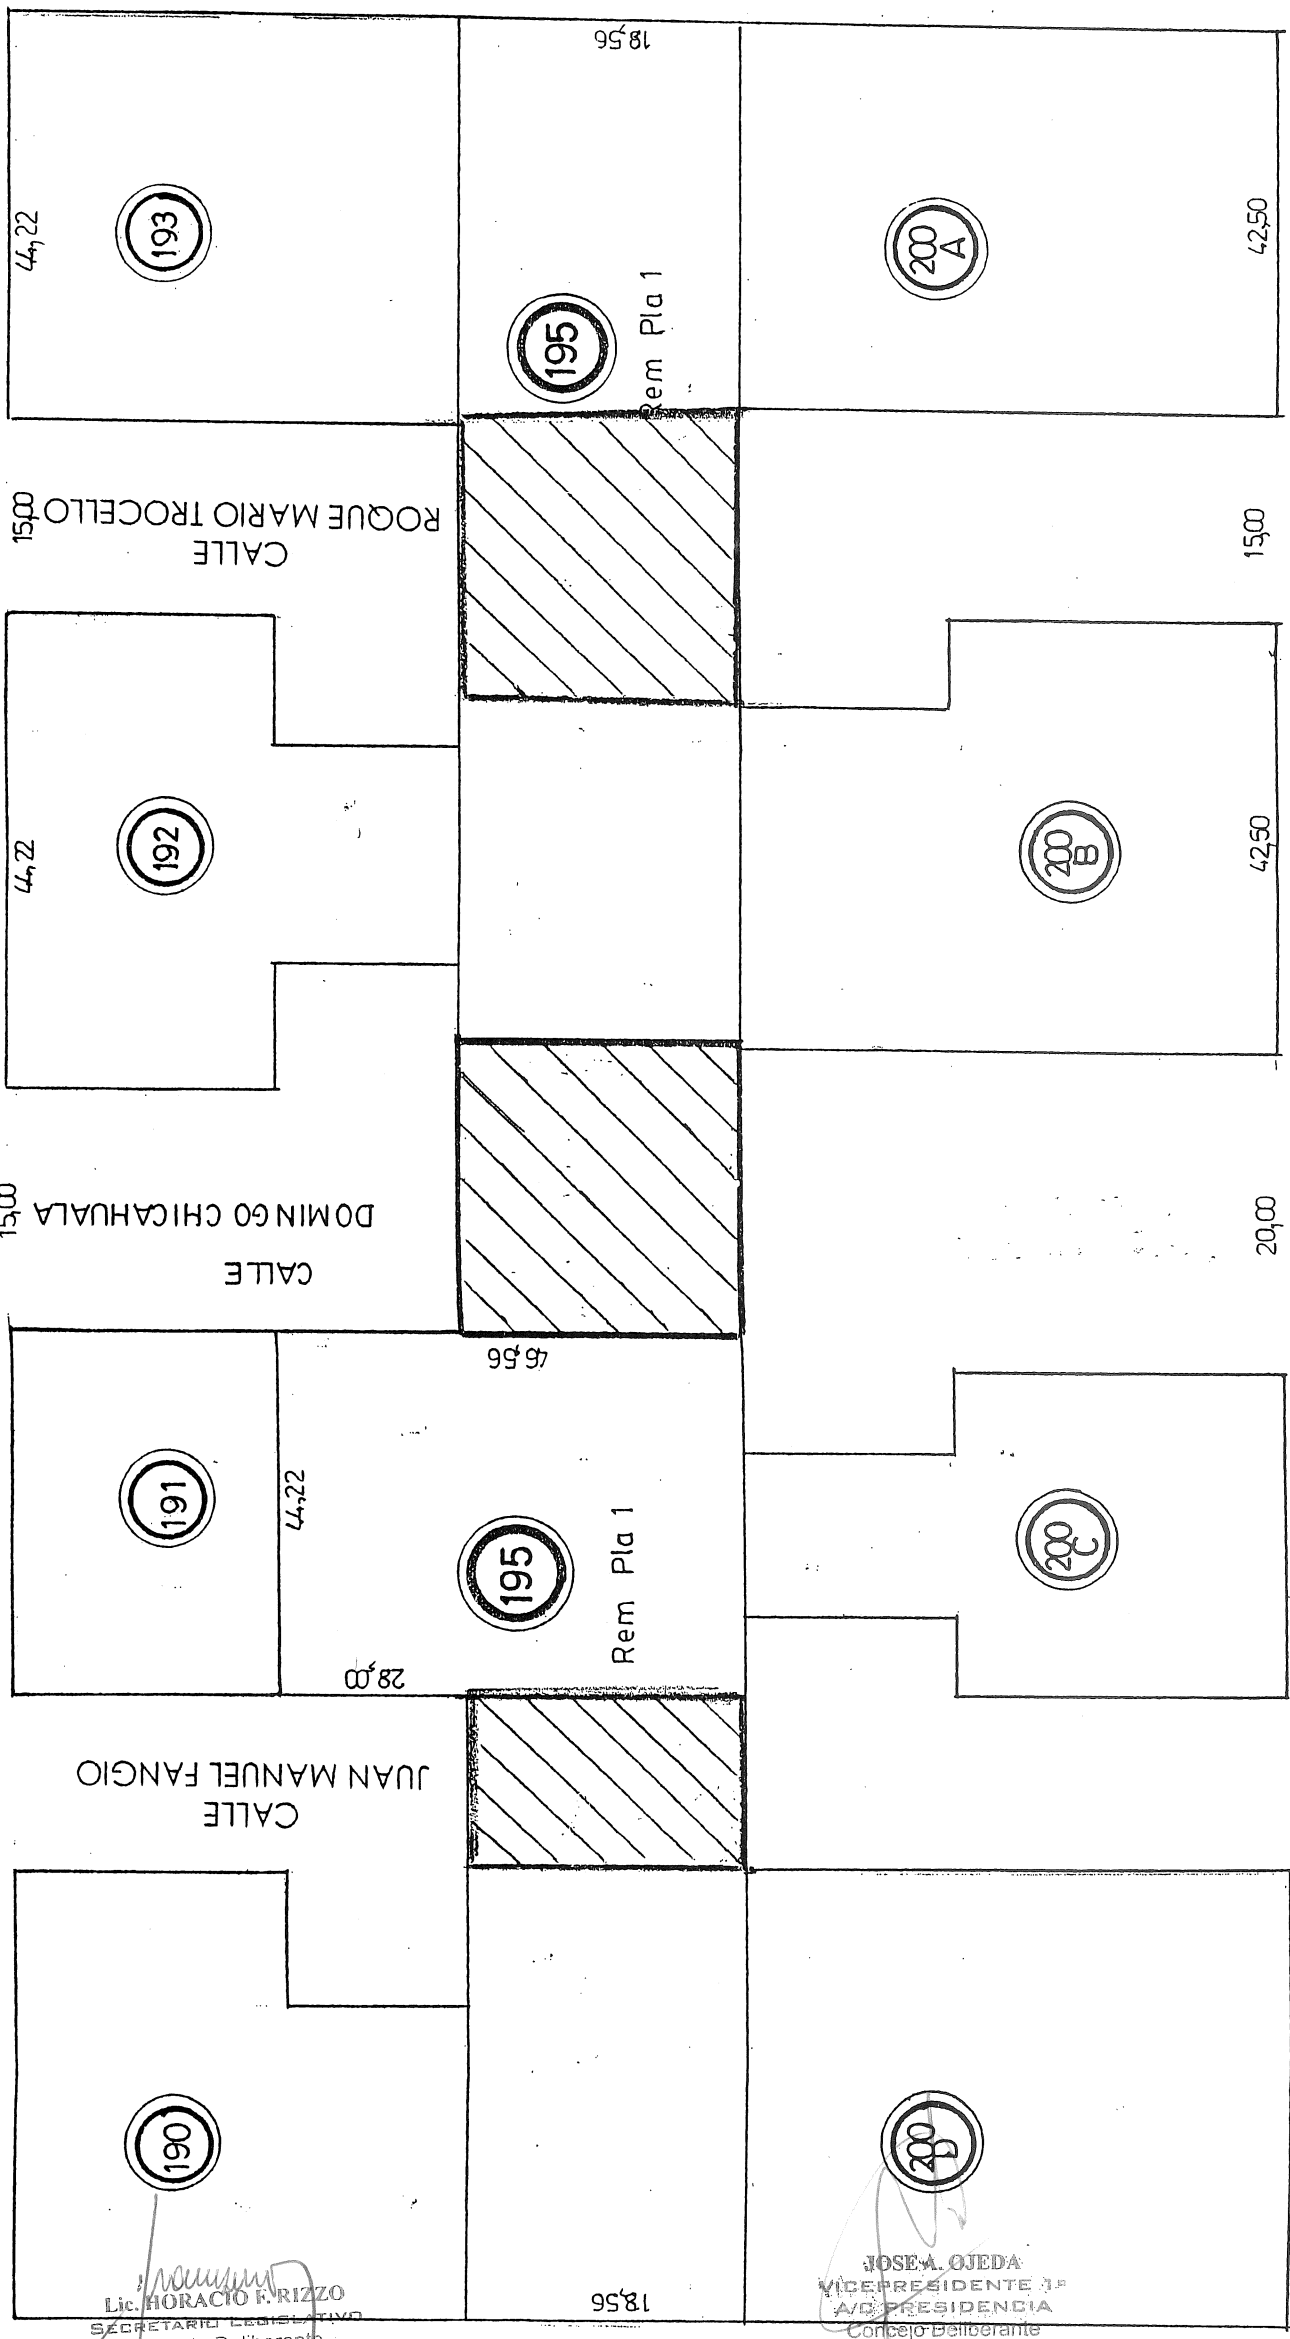 18,56
44,22
193
42,50
200
A
195
Rem Pla 1
15,00
CALLE
ROQUE MARIO TROCELLO
15,00
44,22
192
200
B
42,50
15,00
CALLE
DOMINGO CHICAHUALA
20,00
46,56
191
44,22
195
Rem Pla 1
200
C
28,00
CALLE
JUAN MANUEL FANGIO
190
200
D
18,56
Lic. HORACIO F. RIZZO
SECRETARIO LEGISLATIVO
Deliberante
JOSE A. OJEDA
VICEPRESIDENTE 1º
A/C PRESIDENCIA
Concejo Deliberante